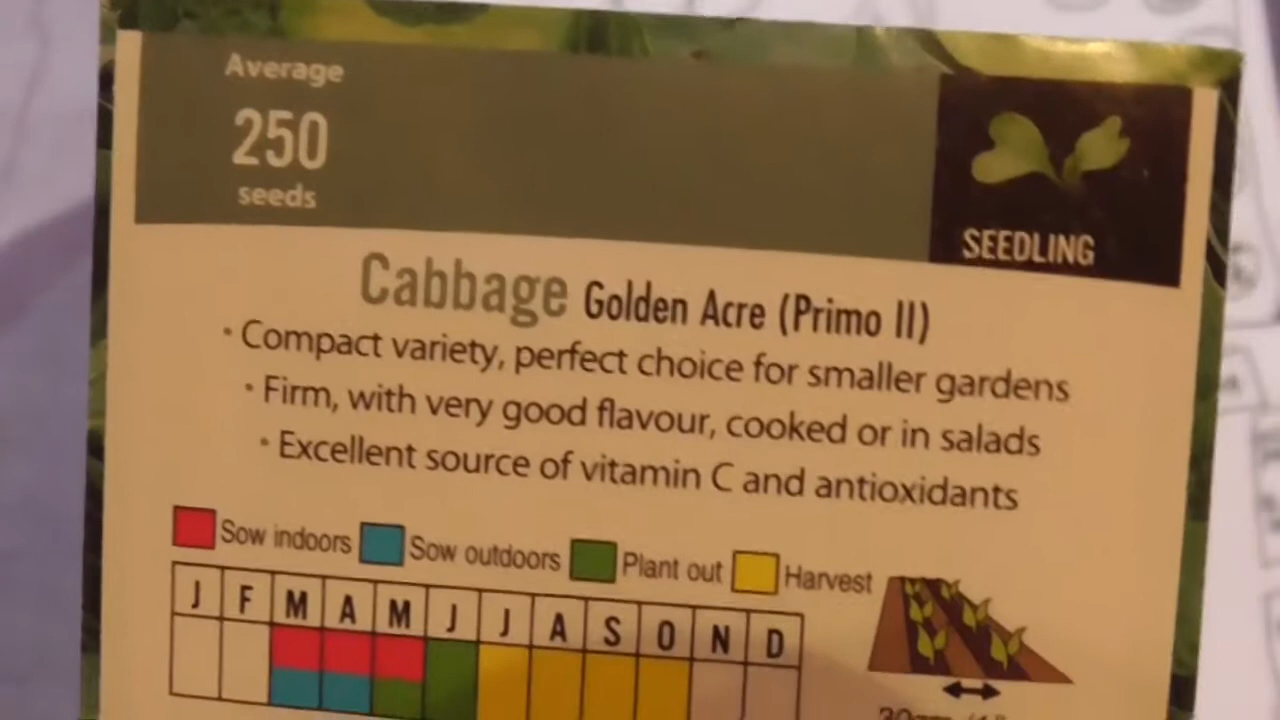 Average
250
seeds
SEEDLING
Cabbage Golden Acre (Primo II)
• Compact variety, perfect choice for smaller gardens
• Firm, with very good flavour, cooked or in salads
• Excellent source of vitamin C and antioxidants
Sow indoors Sow outdoors Plant out Harvest
J F M A M J J A S O N D